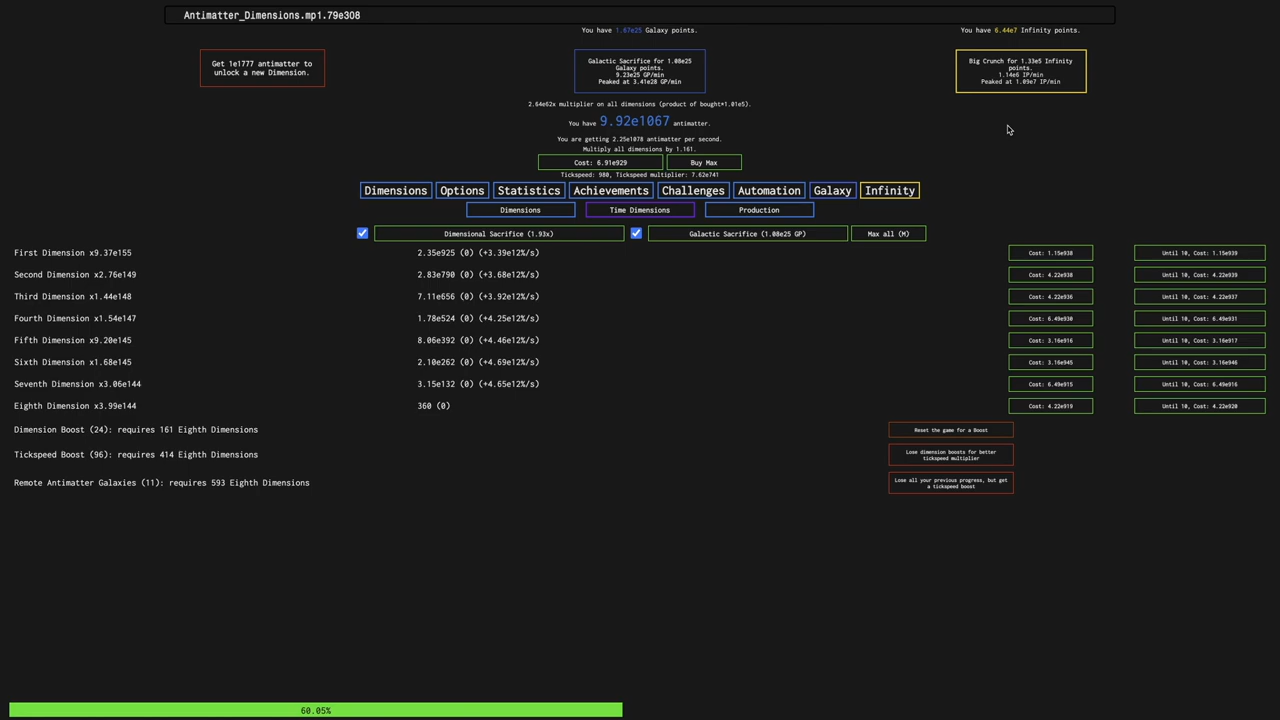 Antimatter_Dimensions.mp1.79e308
You have 1.67e25 Galaxy points.
You have 6.44e7 Infinity points.
Get 1e1777 antimatter to
unlock a new Dimension.
Galactic Sacrifice for 1.08e25
Galaxy points.
9.23e25 GP/min
Peaked at 3.41e28 GP/min
Big Crunch for 1.33e5 Infinity
points.
1.14e6 IP/min
Peaked at 1.09e7 IP/min
2.64e62x multiplier on all dimensions (product of bought*1.01e5).
You have 9.92e1067 antimatter.
You are getting 2.25e1078 antimatter per second.
Multiply all dimensions by 1.161.
Cost: 6.91e929
Buy Max
Tickspeed: 980, Tickspeed multiplier: 7.62e741
Dimensions
Options
Statistics
Achievements
Challenges
Automation
Galaxy
Infinity
Dimensions
Time Dimensions
Production
Dimensional Sacrifice (1.93x)
Galactic Sacrifice (1.08e25 GP)
Max all (M)
First Dimension x9.37e155
2.35e925 (0) (+3.39e12%/s)
Cost: 1.15e938
Until 10, Cost: 1.15e939
Second Dimension x2.76e149
2.83e790 (0) (+3.68e12%/s)
Cost: 4.22e938
Until 10, Cost: 4.22e939
Third Dimension x1.44e148
7.11e656 (0) (+3.92e12%/s)
Cost: 4.22e936
Until 10, Cost: 4.22e937
Fourth Dimension x1.54e147
1.78e524 (0) (+4.25e12%/s)
Cost: 6.49e930
Until 10, Cost: 6.49e931
Fifth Dimension x9.20e145
8.06e392 (0) (+4.46e12%/s)
Cost: 3.16e916
Until 10, Cost: 3.16e917
Sixth Dimension x1.68e145
2.10e262 (0) (+4.69e12%/s)
Cost: 3.16e945
Until 10, Cost: 3.16e946
Seventh Dimension x3.06e144
3.15e132 (0) (+4.65e12%/s)
Cost: 6.49e915
Until 10, Cost: 6.49e916
Eighth Dimension x3.99e144
360 (0)
Cost: 4.22e919
Until 10, Cost: 4.22e920
Dimension Boost (24): requires 161 Eighth Dimensions
Reset the game for a Boost
Tickspeed Boost (96): requires 414 Eighth Dimensions
Lose dimension boosts for better
tickspeed multiplier
Remote Antimatter Galaxies (11): requires 593 Eighth Dimensions
Lose all your previous progress, but get
a tickspeed boost
60.05%